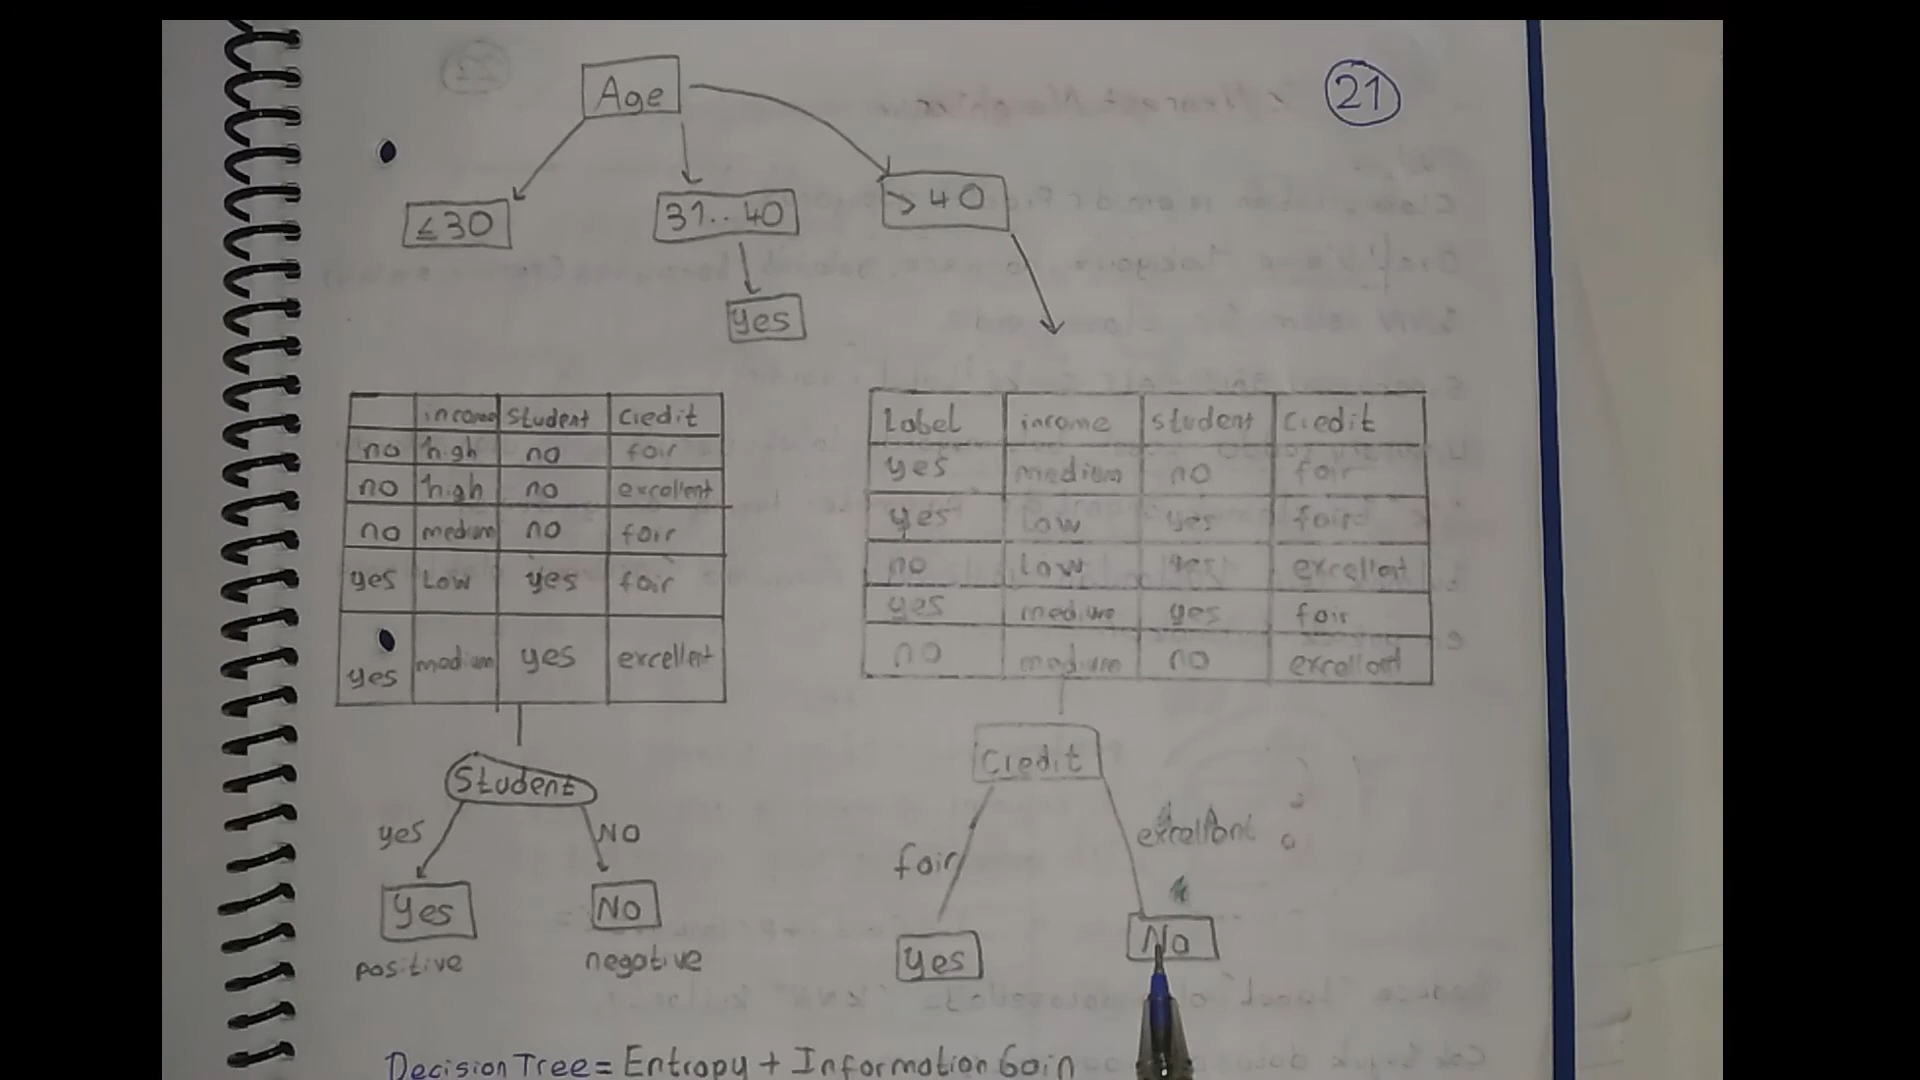 21
Age
≤30
31..40
>40
yes
income student credit
no high no fair
no high no excellent
no medium no fair
yes Low yes fair
yes medium yes excellent
Label income student credit
yes medium no fair
yes Low yes fair
no Low yes excellent
yes medium yes fair
no medium no excellent
Student
yes NO
Yes No
positive negative
Credit
fair excellent
Yes No
Decision Tree = Entropy + Information Gain